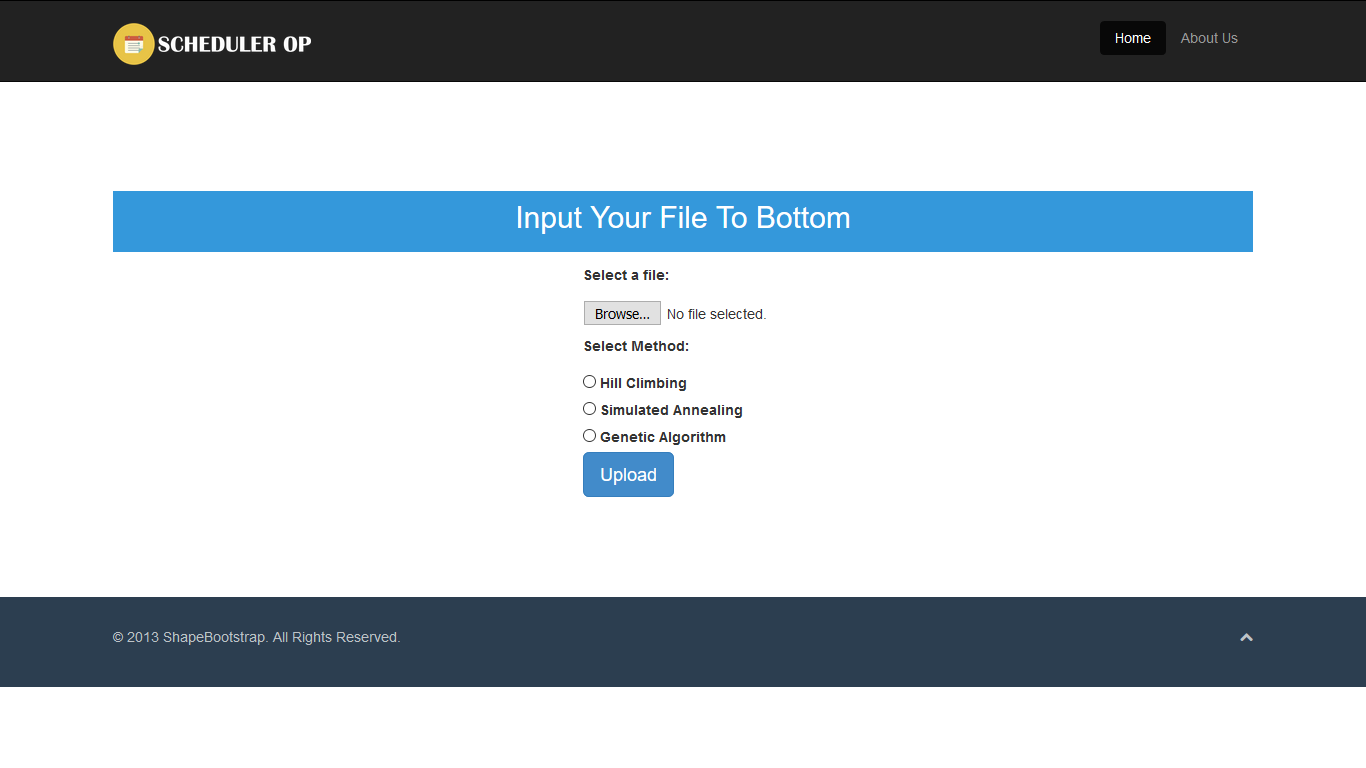 SCHEDULER OP
Home About Us
Input Your File To Bottom
Select a file:
Browse... No file selected.
Select Method:
Hill Climbing
Simulated Annealing
Genetic Algorithm
Upload
© 2013 ShapeBootstrap. All Rights Reserved.